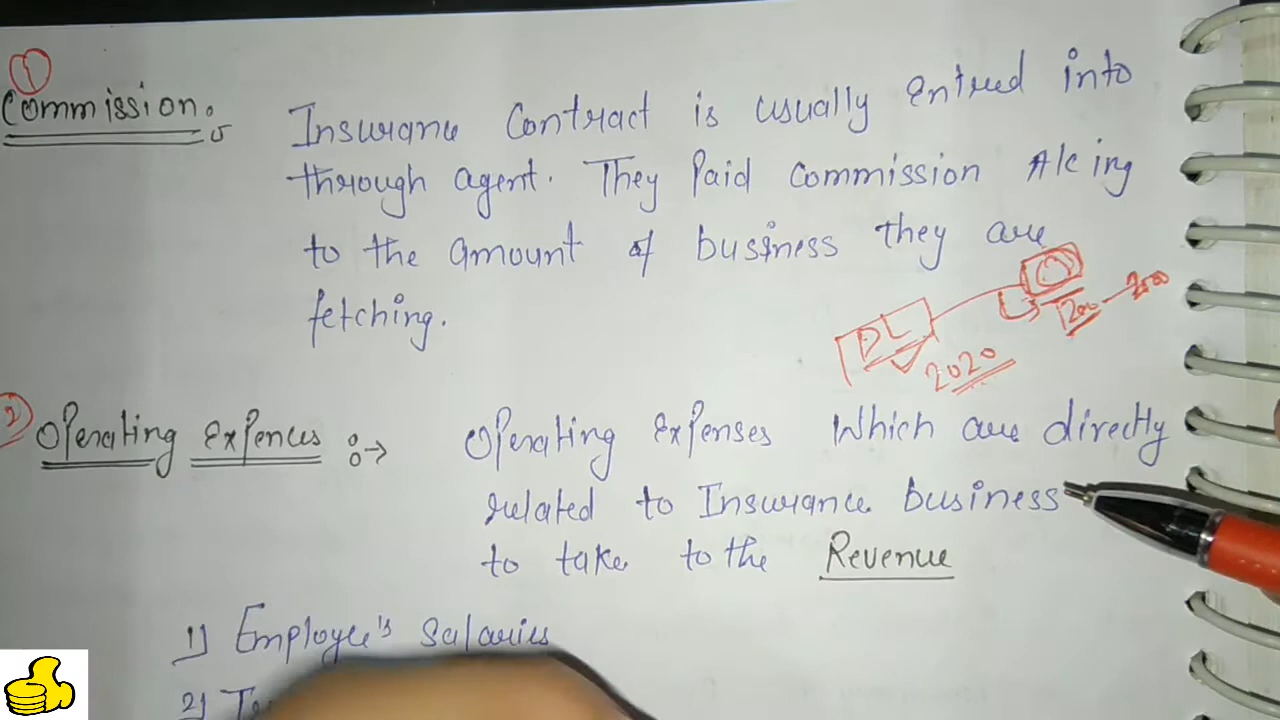 ①
Commission:
Insurance Contract is usually entred into
through agent. They Paid Commission A/c ing
to the amount of business they are
fetching.
DL
2020
200
2) Operating Expences :->
Operating Expenses Which are directly
related to Insurance business
to take to the Revenue
1) Employee's Salaries
2)